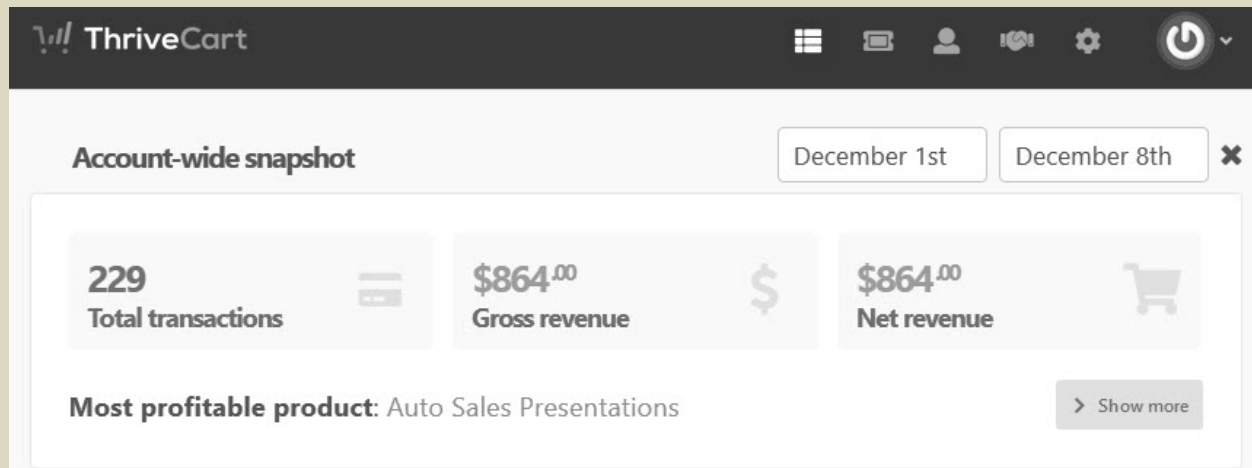 ThriveCart
Account-wide snapshot
December 1st
December 8th
229
Total transactions
$864.00
Gross revenue
$864.00
Net revenue
Most profitable product: Auto Sales Presentations
Show more